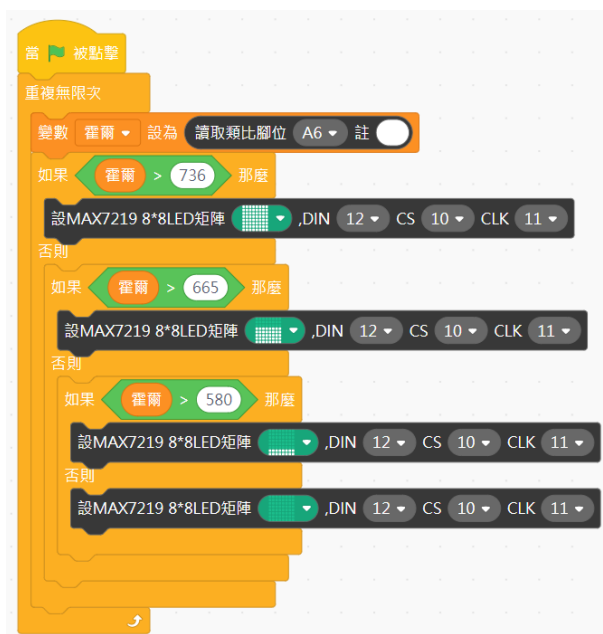 當 被點擊
重複無限次
變數 霍爾 設為 讀取類比腳位 A6 註
如果 霍爾 > 736 那麼
設MAX7219 8*8LED矩陣 ,DIN 12 CS 10 CLK 11
否則
如果 霍爾 > 665 那麼
設MAX7219 8*8LED矩陣 ,DIN 12 CS 10 CLK 11
否則
如果 霍爾 > 580 那麼
設MAX7219 8*8LED矩陣 ,DIN 12 CS 10 CLK 11
否則
設MAX7219 8*8LED矩陣 ,DIN 12 CS 10 CLK 11